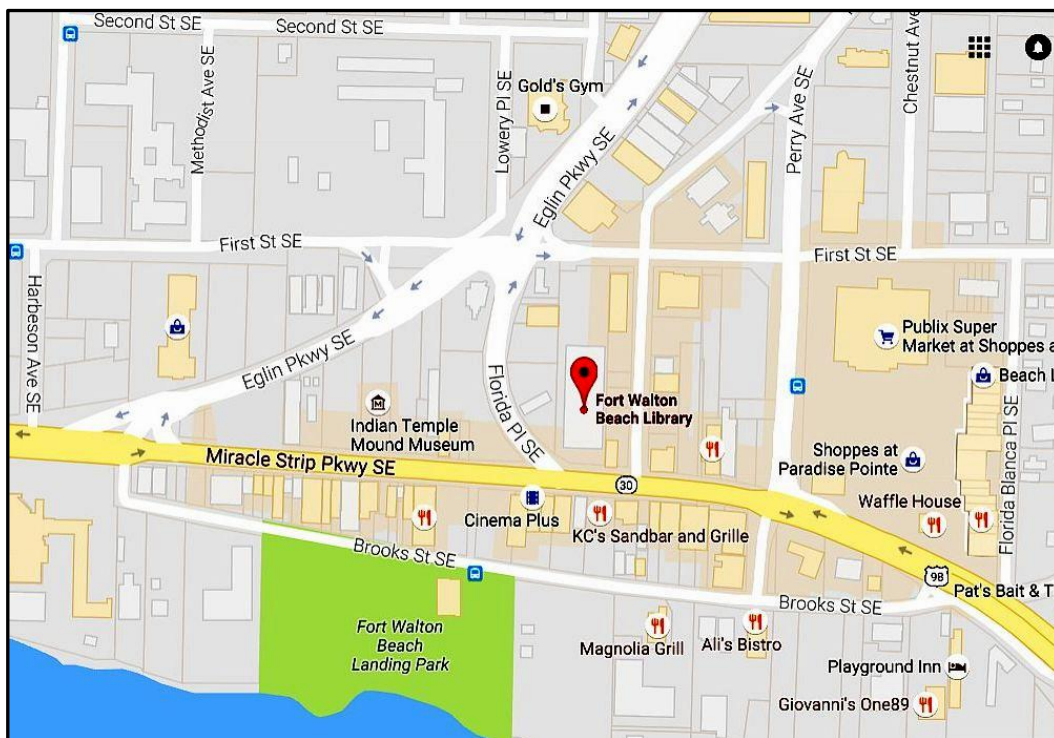 Second St SE
Second St SE
Methodist Ave SE
Lowery Pl SE
Gold's Gym
Eglin Pkwy SE
Perry Ave SE
Chestnut Ave
First St SE
First St SE
Harbeson Ave SE
Eglin Pkwy SE
Florida Pl SE
Publix Super
Market at Shoppes a
Beach L
Fort Walton
Beach Library
Indian Temple
Mound Museum
Miracle Strip Pkwy SE
Shoppes at
Paradise Pointe
Florida Blanca Pl SE
30
Waffle House
Cinema Plus
KC's Sandbar and Grille
Brooks St SE
98
Pat's Bait & T
Brooks St SE
Fort Walton
Beach
Landing Park
Magnolia Grill
Ali's Bistro
Playground Inn
Giovanni's One89